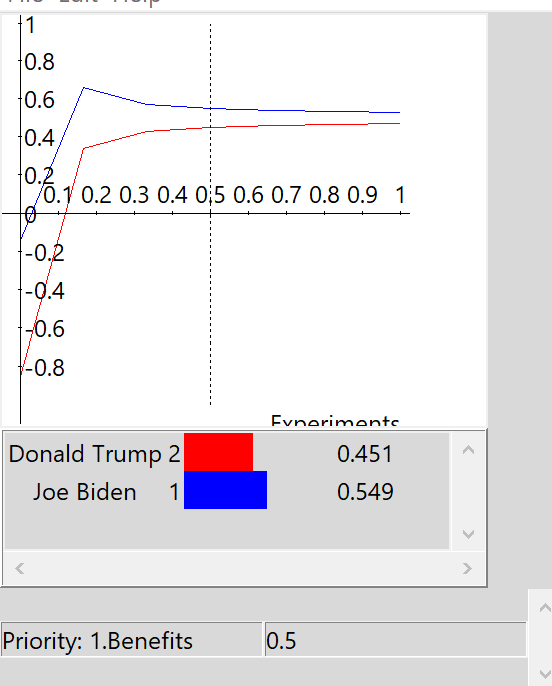 File Edit Help
1
0.8
0.6
0.4
0.2
0.1 0.2 0.3 0.4 0.5 0.6 0.7 0.8 0.9 1
0
-0.2
-0.4
-0.6
-0.8
Experiments
Donald Trump 2 0.451
Joe Biden 1 0.549
Priority: 1.Benefits 0.5